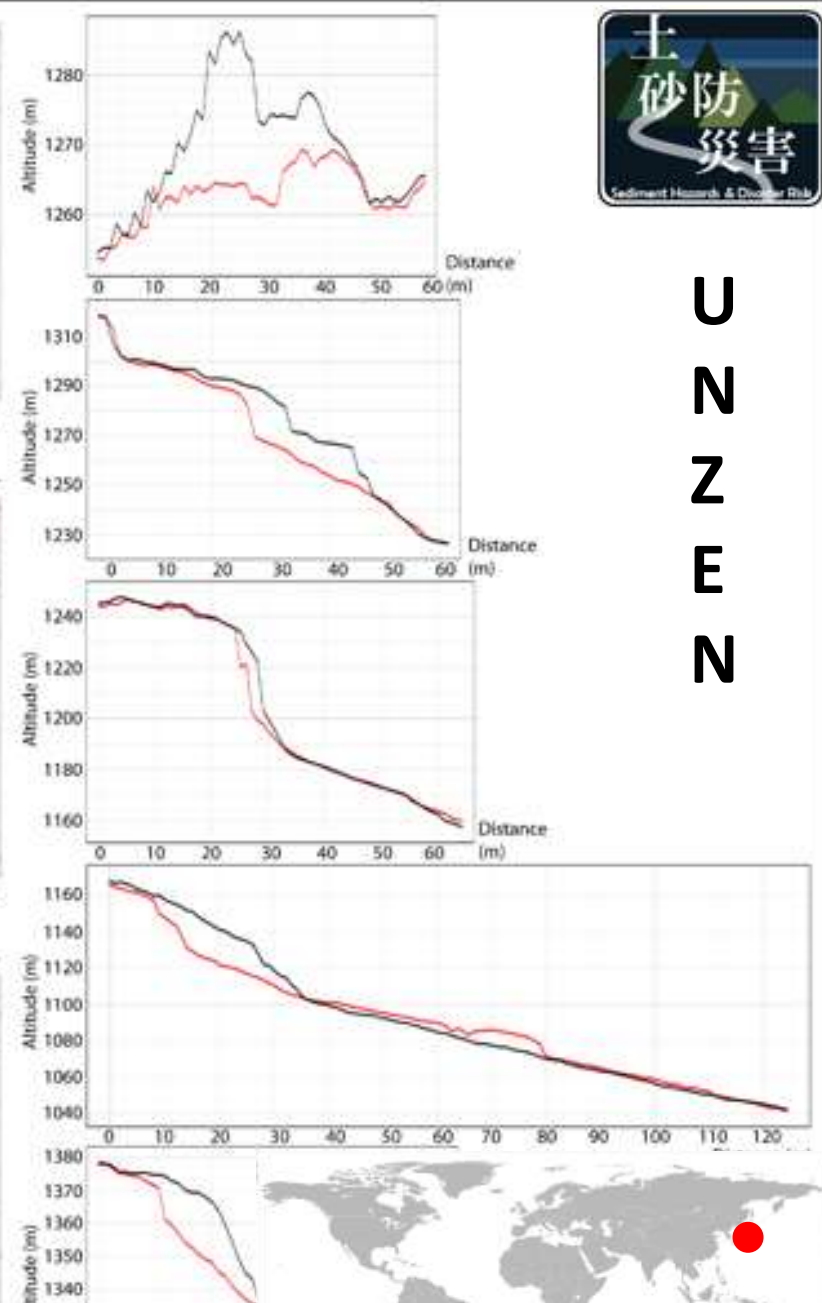 Altitude (m)
1280
1270
1260
0 10 20 30 40 50 60 (m)
Distance
Altitude (m)
1310
1290
1270
1250
1230
0 10 20 30 40 50 60 (m)
Distance
Altitude (m)
1240
1220
1200
1180
1160
0 10 20 30 40 50 60 (m)
Distance
Altitude (m)
1160
1140
1120
1100
1080
1060
1040
0 10 20 30 40 50 60 70 80 90 100 110 120
1380
1370
1360
1350
1340
土
砂防
災害
Sediment Hazards & Disaster Risk
U
N
Z
E
N